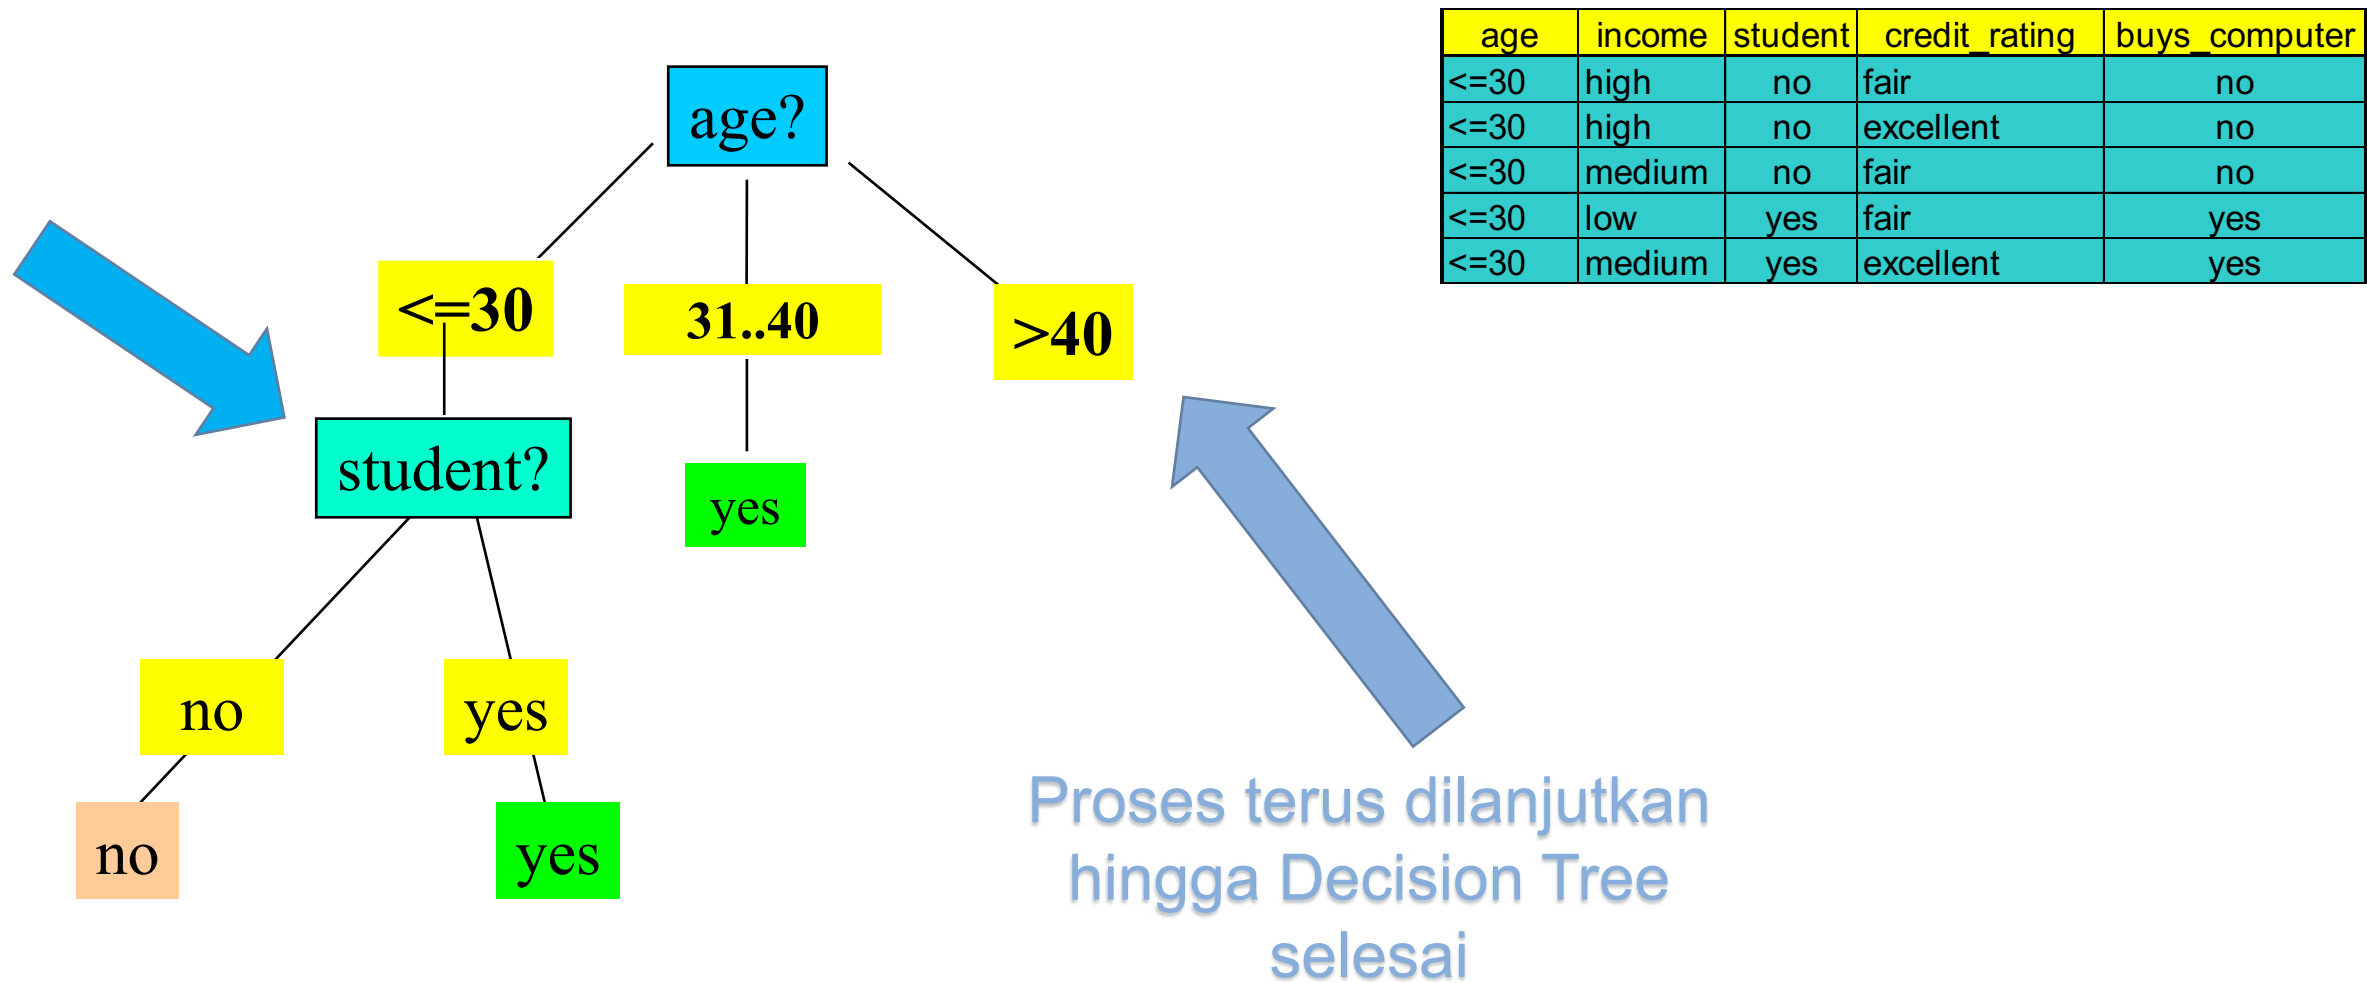 age?
<=30
31..40
>40
student?
yes
no
yes
no
yes
age income student credit_rating buys_computer
<=30 high no fair no
<=30 high no excellent no
<=30 medium no fair no
<=30 low yes fair yes
<=30 medium yes excellent yes
Proses terus dilanjutkan
hingga Decision Tree
selesai